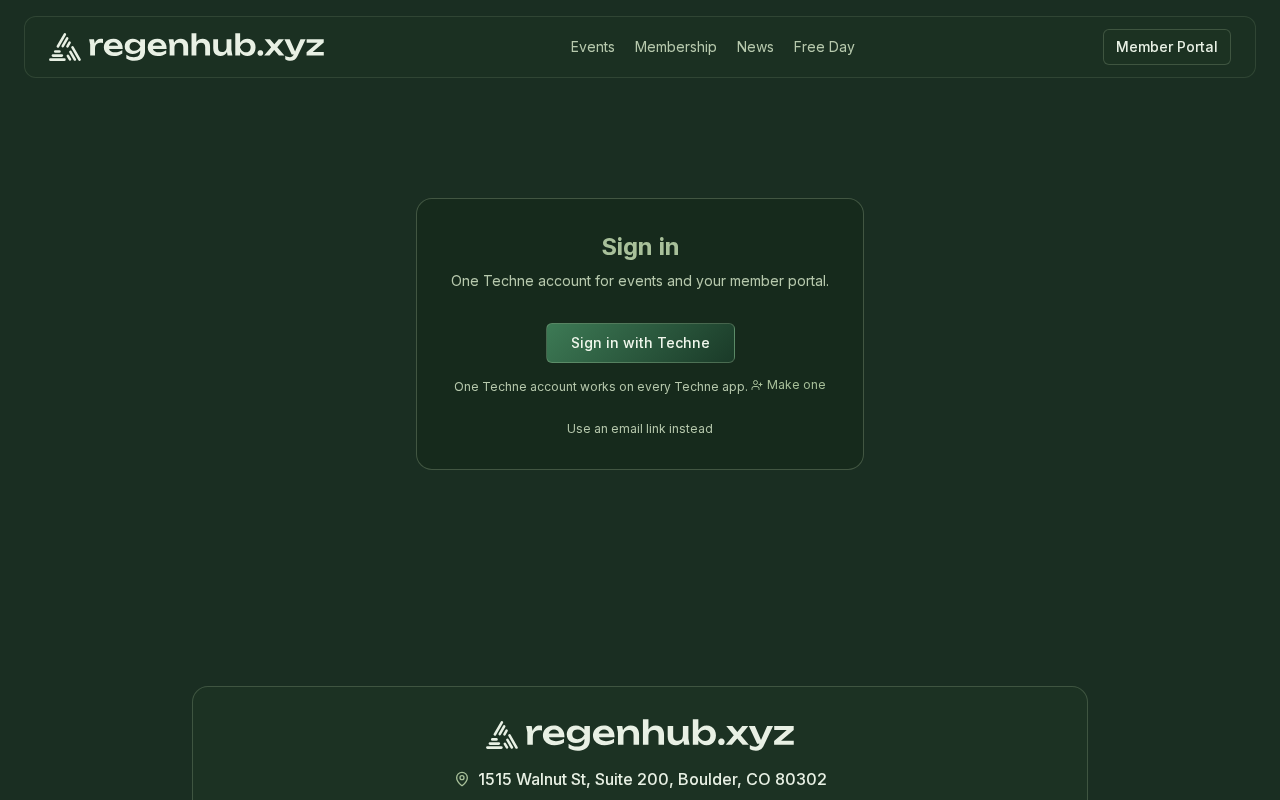 regenhub.xyz
Events Membership News Free Day
Member Portal
Sign in
One Techne account for events and your member portal.
Sign in with Techne
One Techne account works on every Techne app. Make one
Use an email link instead
regenhub.xyz
1515 Walnut St, Suite 200, Boulder, CO 80302